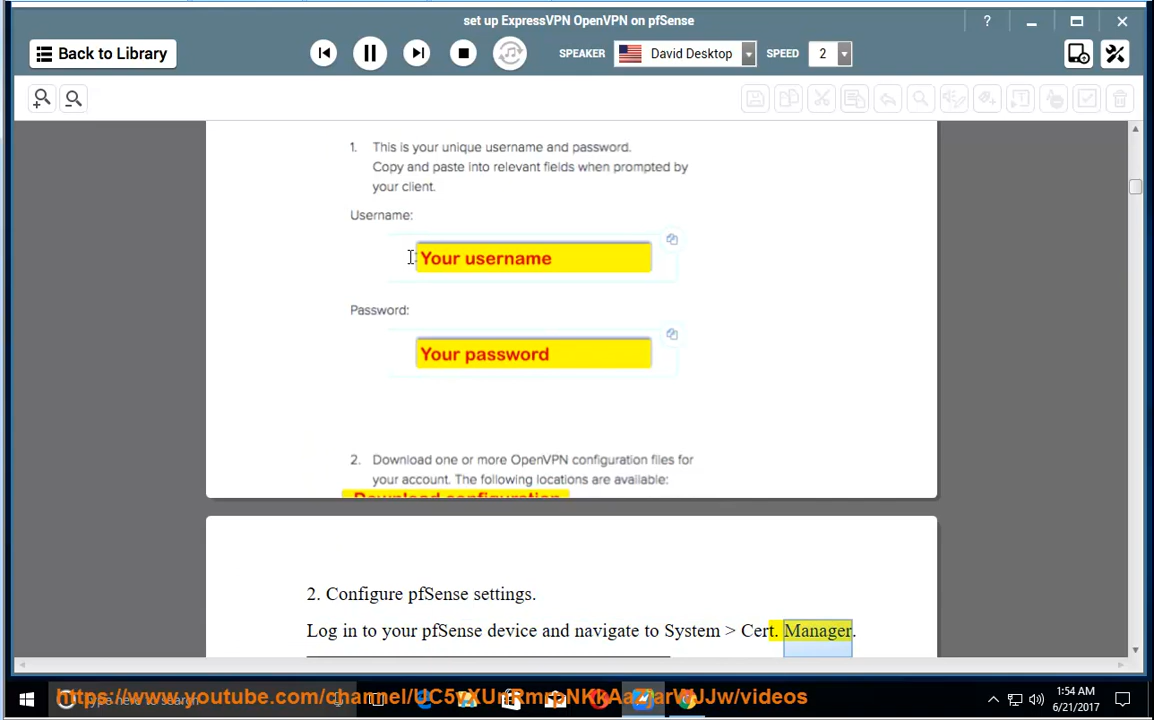 set up ExpressVPN OpenVPN on pfSense
?
Back to Library
SPEAKER
David Desktop
SPEED
2
1. This is your unique username and password.
Copy and paste into relevant fields when prompted by
your client.
Username:
Your username
Password:
Your password
2. Download one or more OpenVPN configuration files for
your account. The following locations are available:
Download configuration
2. Configure pfSense settings.
Log in to your pfSense device and navigate to System > Cert. Manager.
1:54 AM
6/21/2017